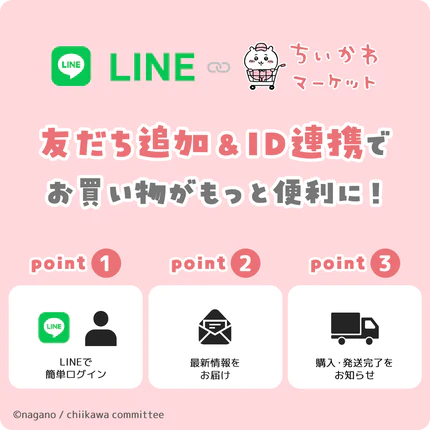 LINE LINE ちいかわ
マーケット
友だち追加&ID連携で
お買い物がもっと便利に!
point 1 point 2 point 3
LINE
LINEで
簡単ログイン
最新情報を
お届け
購入・発送完了を
お知らせ
©nagano / chiikawa committee